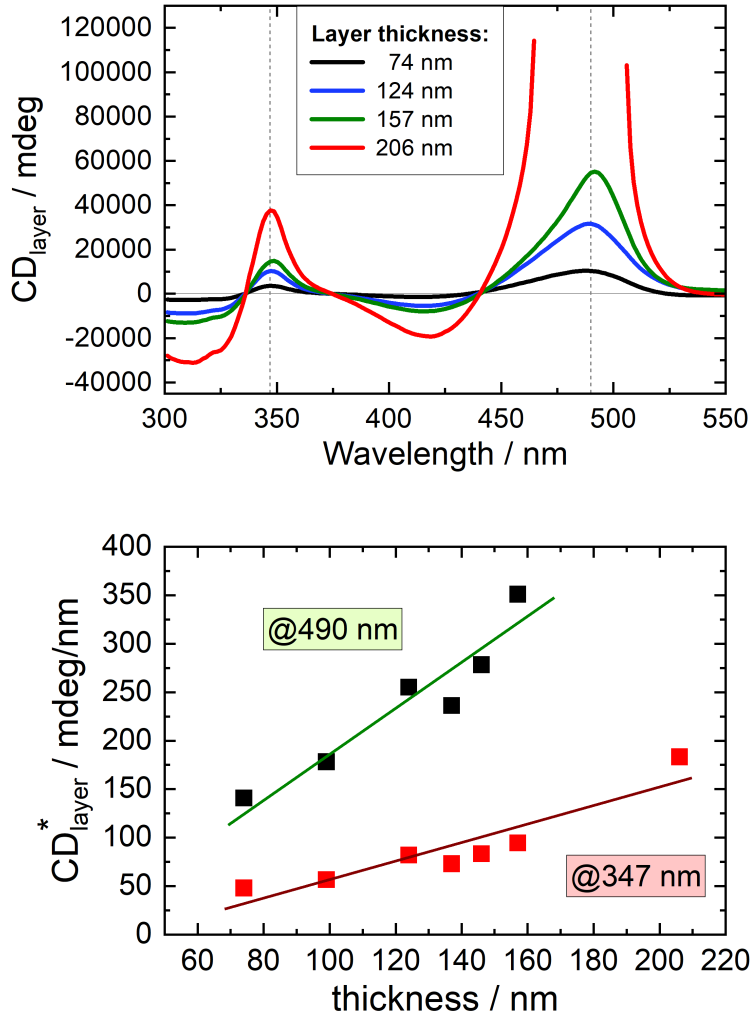 120000
100000
80000
60000
40000
20000
0
-20000
-40000
CD_layer / mdeg
Layer thickness:
74 nm
124 nm
157 nm
206 nm
300 350 400 450 500 550
Wavelength / nm
400
350
300
250
200
150
100
50
0
CD*_layer / mdeg/nm
@490 nm
@347 nm
60 80 100 120 140 160 180 200 220
thickness / nm